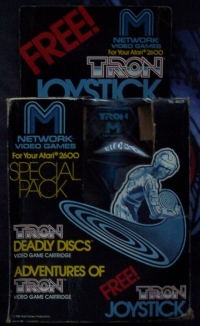 FREE!
M
NETWORK
VIDEO GAMES
For Your Atari® 2600
TRON
JOYSTICK
M
NETWORK
VIDEO GAMES
For Your Atari® 2600
SPECIAL
PACK
TRON
M
TRON
DEADLY DISCS
VIDEO GAME CARTRIDGE
ADVENTURES OF
TRON
VIDEO GAME CARTRIDGE
FREE!
TRON
JOYSTICK